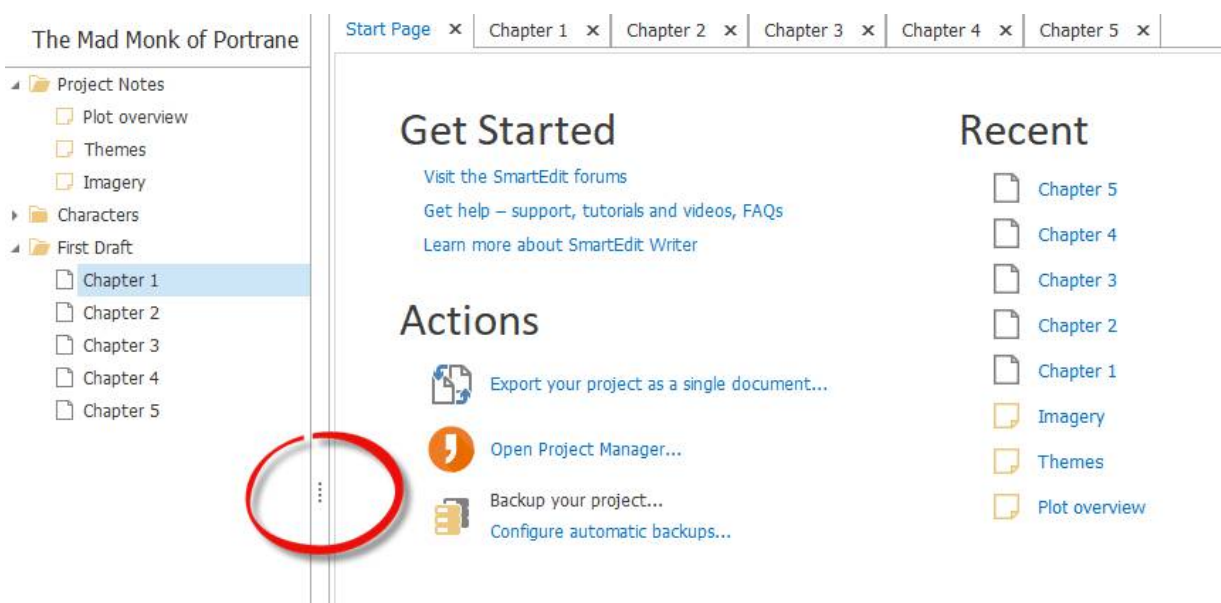 The Mad Monk of Portrane
Project Notes
Plot overview
Themes
Imagery
Characters
First Draft
Chapter 1
Chapter 2
Chapter 3
Chapter 4
Chapter 5
Start Page
Chapter 1
Chapter 2
Chapter 3
Chapter 4
Chapter 5
Get Started
Visit the SmartEdit forums
Get help – support, tutorials and videos, FAQs
Learn more about SmartEdit Writer
Actions
Export your project as a single document...
Open Project Manager...
Backup your project...
Configure automatic backups...
Recent
Chapter 5
Chapter 4
Chapter 3
Chapter 2
Chapter 1
Imagery
Themes
Plot overview